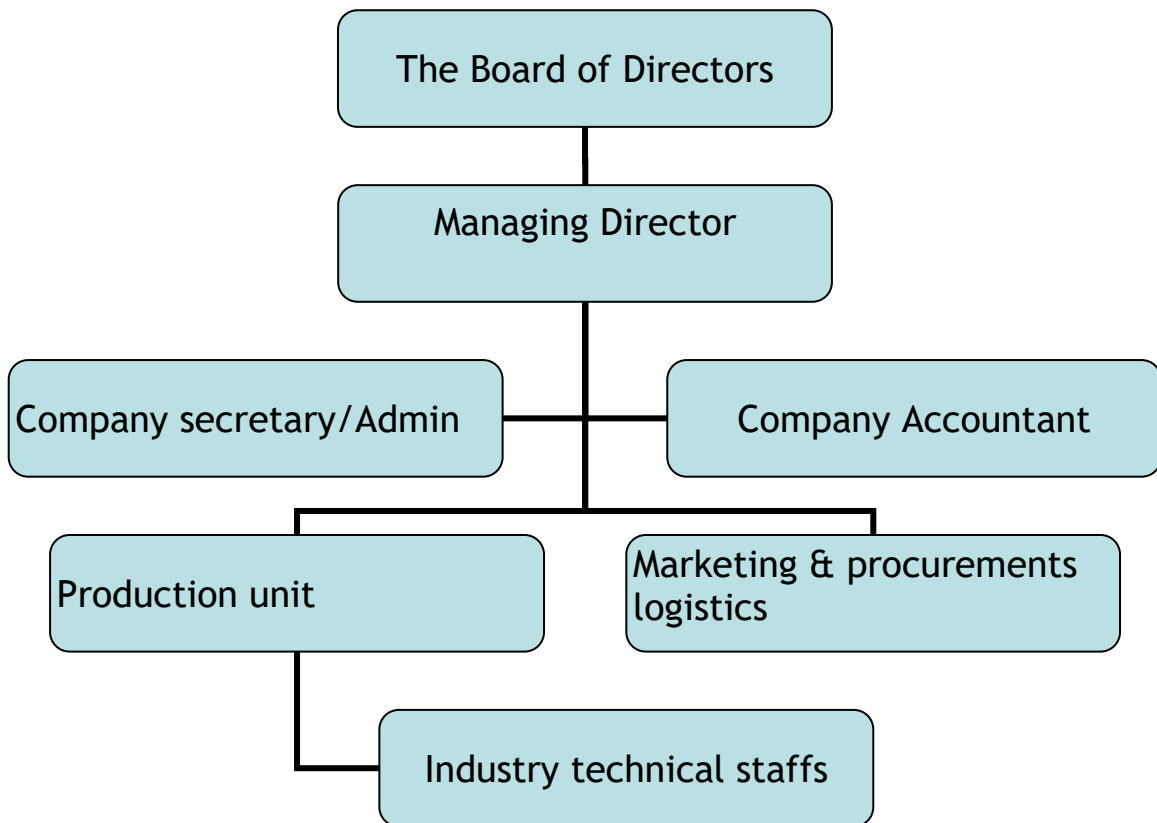 The Board of Directors
Managing Director
Company secretary/Admin
Company Accountant
Production unit
Marketing & procurements
logistics
Industry technical staffs